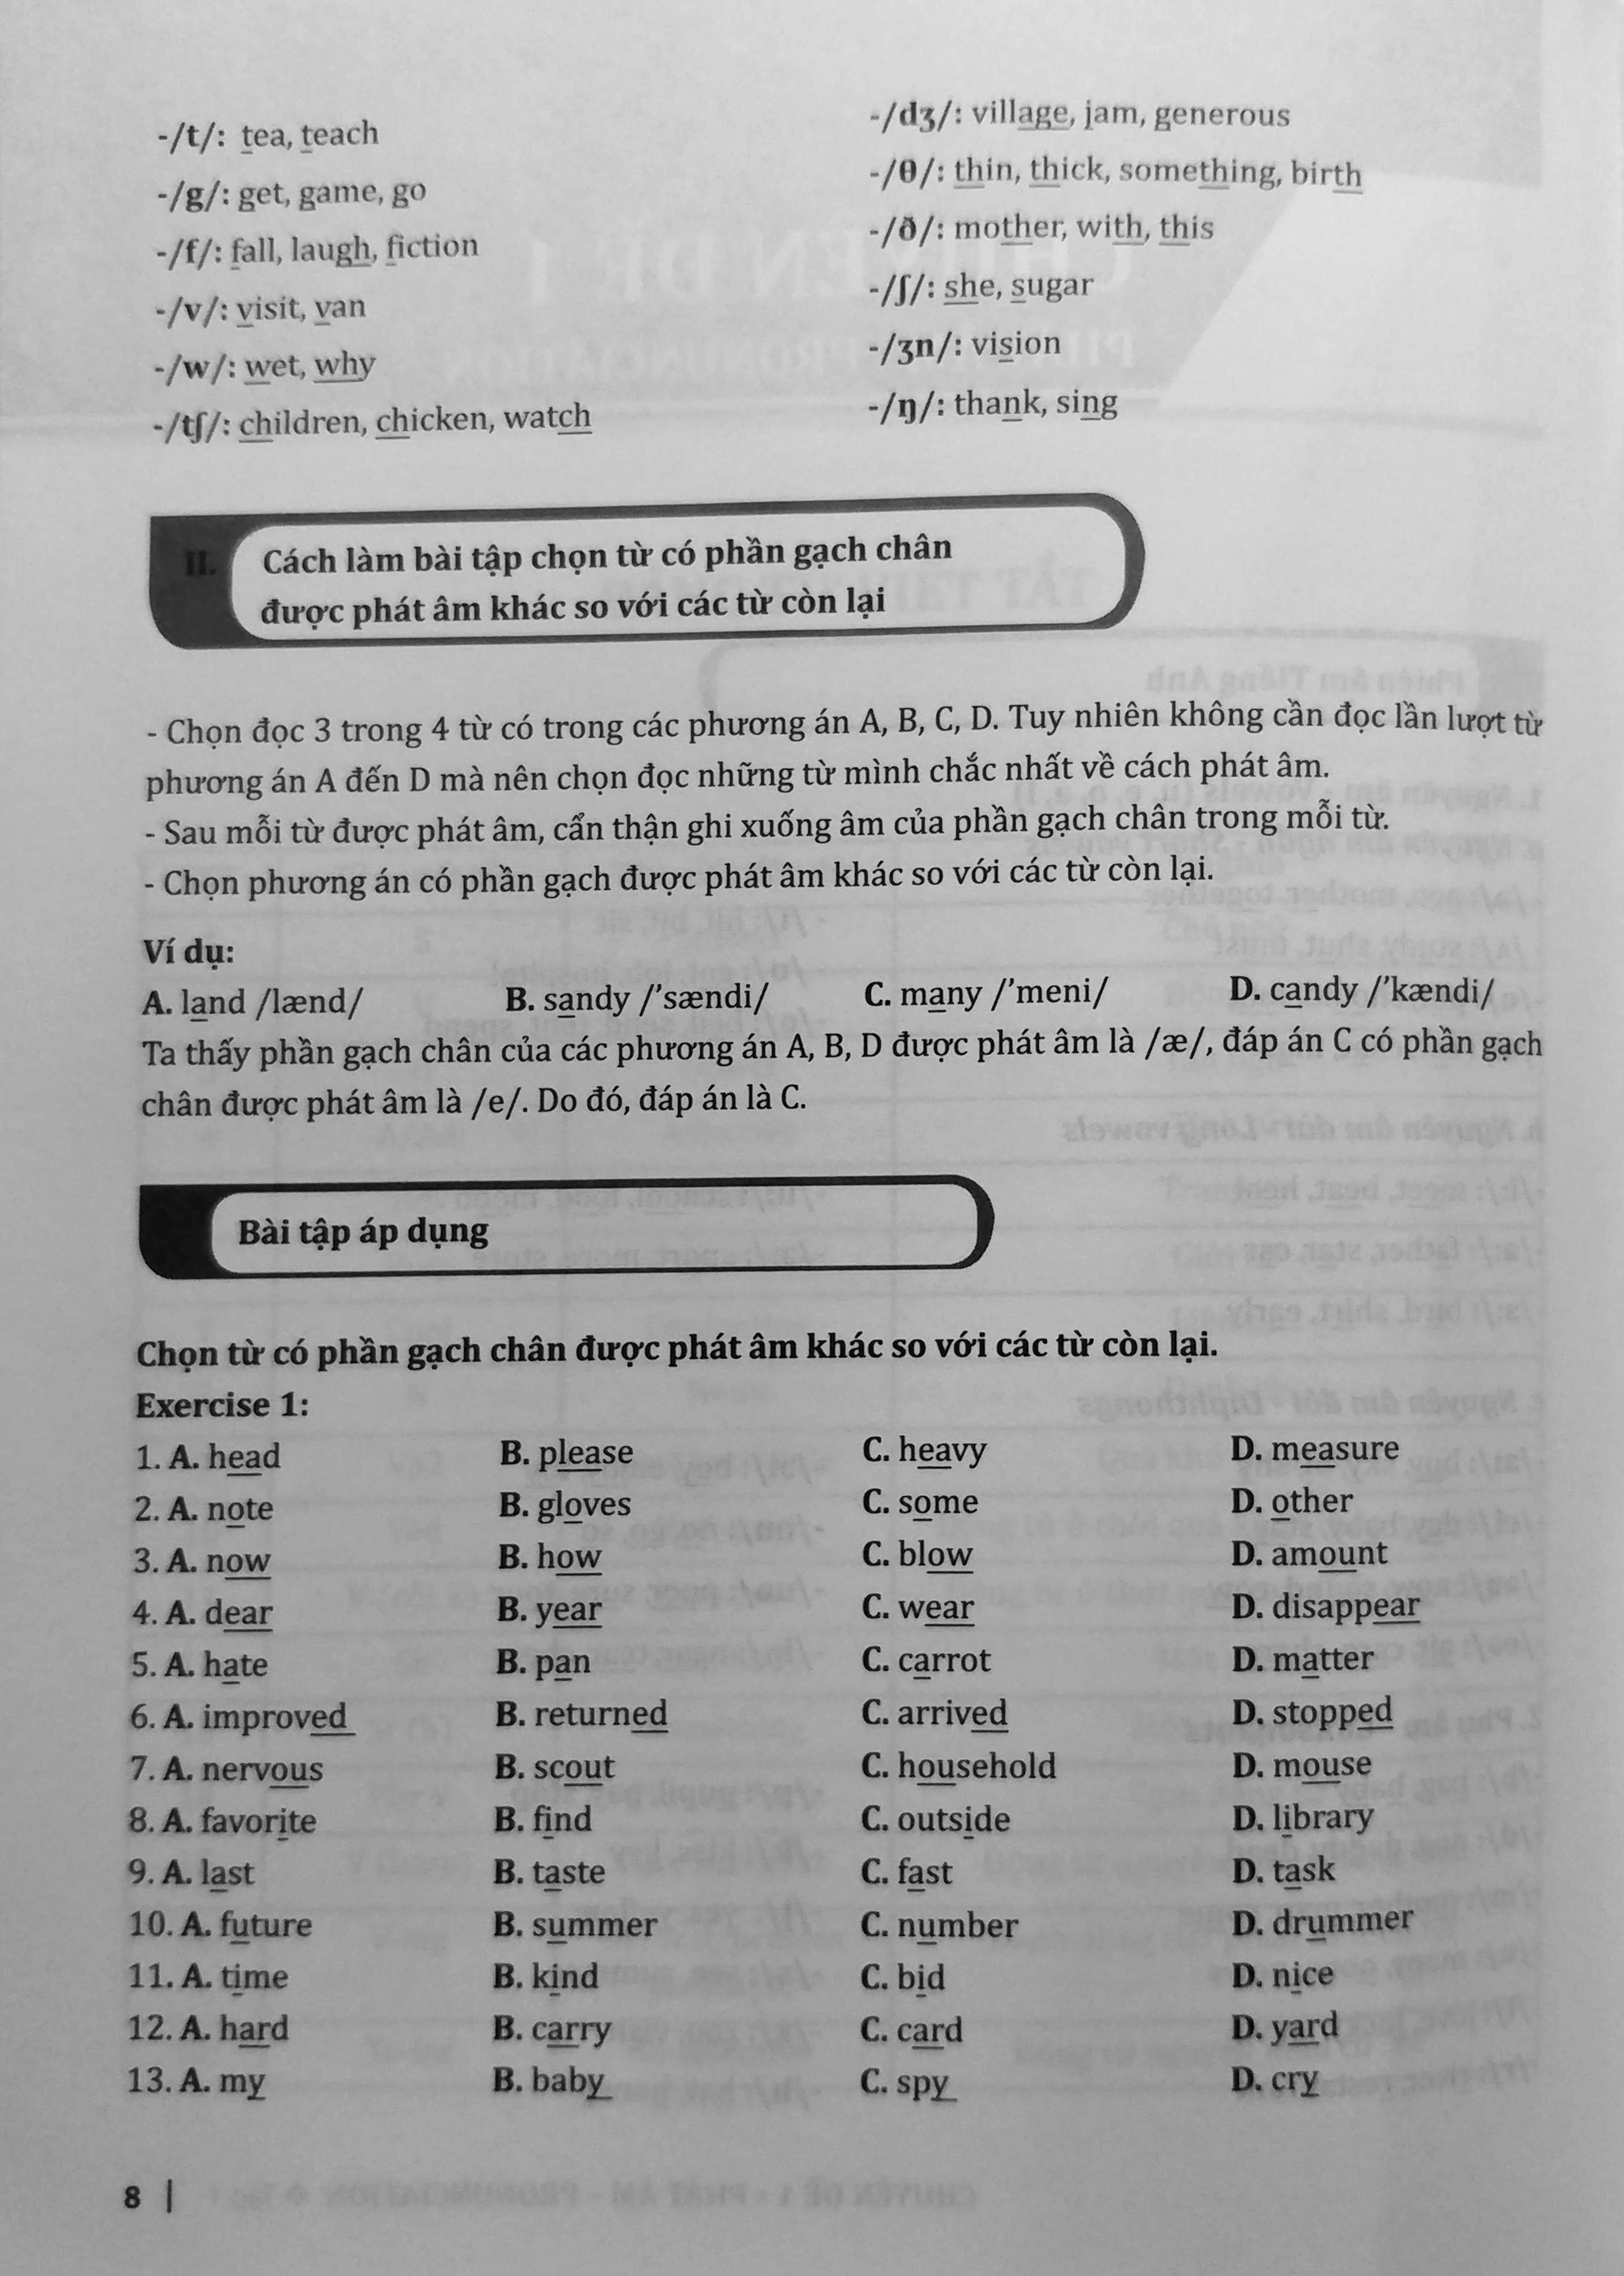 -/t/: tea, teach
-/g/: get, game, go
-/f/: fall, laugh, fiction
-/v/: visit, van
-/w/: wet, why
-/tʃ/: children, chicken, watch
-/dʒ/: village, jam, generous
-/θ/: thin, thick, something, birth
-/ð/: mother, with, this
-/ʃ/: she, sugar
-/ʒn/: vision
-/ŋ/: thank, sing
II. Cách làm bài tập chọn từ có phần gạch chân
được phát âm khác so với các từ còn lại
- Chọn đọc 3 trong 4 từ có trong các phương án A, B, C, D. Tuy nhiên không cần đọc lần lượt từ
phương án A đến D mà nên chọn đọc những từ mình chắc nhất về cách phát âm.
- Sau mỗi từ được phát âm, cẩn thận ghi xuống âm của phần gạch chân trong mỗi từ.
- Chọn phương án có phần gạch được phát âm khác so với các từ còn lại.
Ví dụ:
A. land /lænd/ B. sandy /’sændi/ C. many /’meni/ D. candy /’kændi/
Ta thấy phần gạch chân của các phương án A, B, D được phát âm là /æ/, đáp án C có phần gạch
chân được phát âm là /e/. Do đó, đáp án là C.
Bài tập áp dụng
Chọn từ có phần gạch chân được phát âm khác so với các từ còn lại.
Exercise 1:
1. A. head B. please C. heavy D. measure
2. A. note B. gloves C. some D. other
3. A. now B. how C. blow D. amount
4. A. dear B. year C. wear D. disappear
5. A. hate B. pan C. carrot D. matter
6. A. improved B. returned C. arrived D. stopped
7. A. nervous B. scout C. household D. mouse
8. A. favorite B. find C. outside D. library
9. A. last B. taste C. fast D. task
10. A. future B. summer C. number D. drummer
11. A. time B. kind C. bid D. nice
12. A. hard B. carry C. card D. yard
13. A. my B. baby C. spy D. cry
8 |